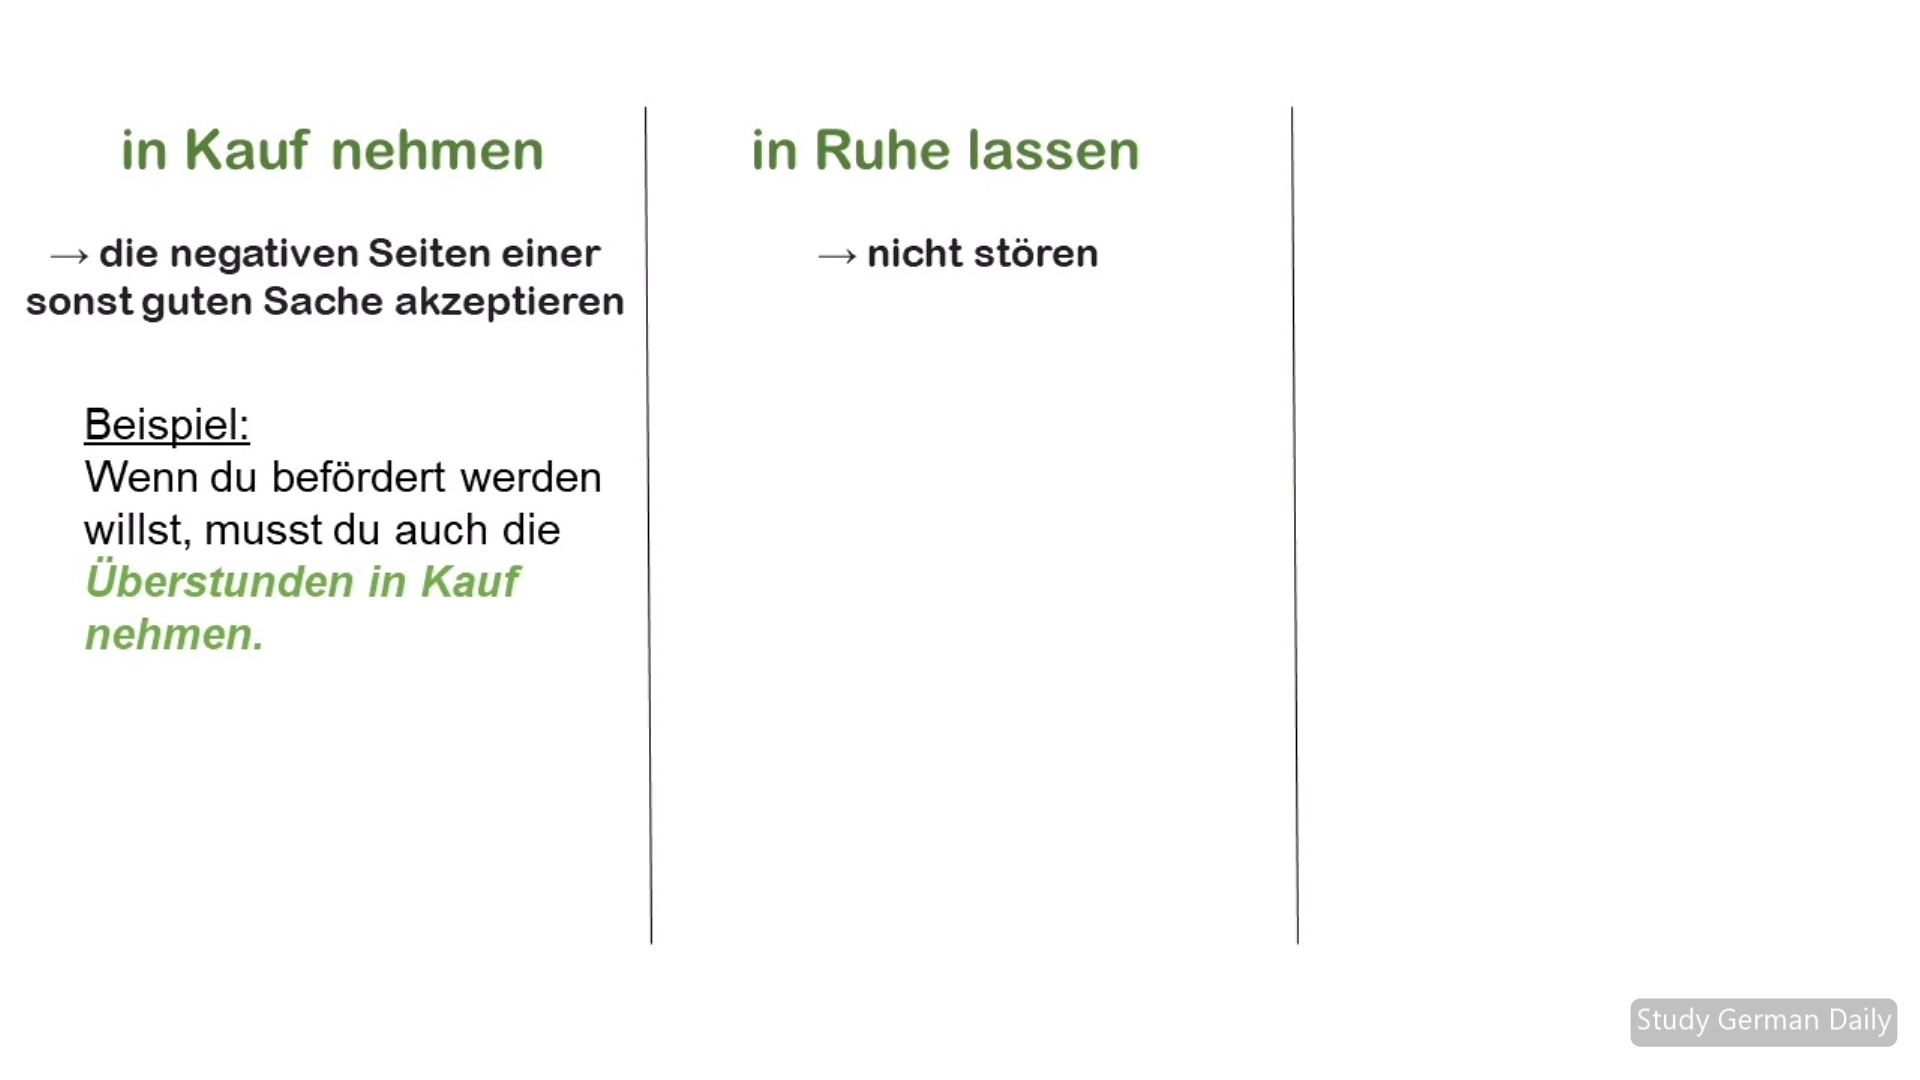 in Kauf nehmen
→ die negativen Seiten einer
sonst guten Sache akzeptieren
Beispiel:
Wenn du befördert werden
willst, musst du auch die
Überstunden in Kauf
nehmen.
in Ruhe lassen
→ nicht stören
Study German Daily